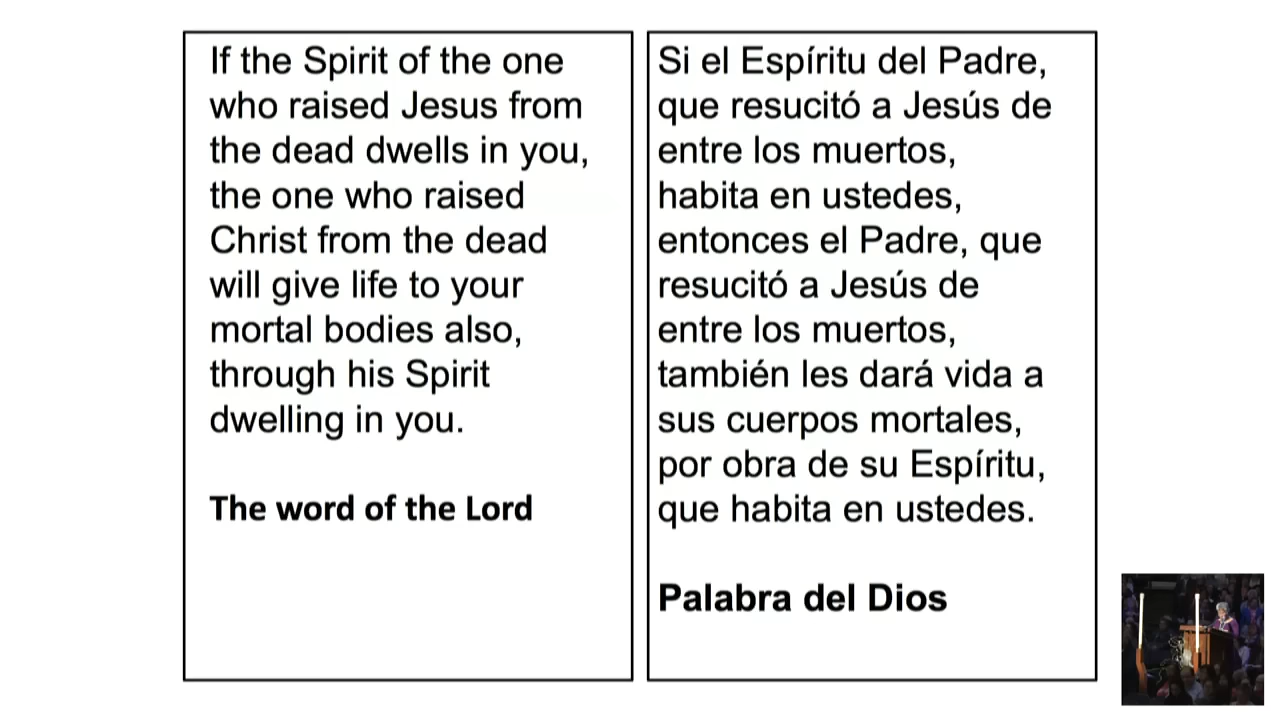 If the Spirit of the one
who raised Jesus from
the dead dwells in you,
the one who raised
Christ from the dead
will give life to your
mortal bodies also,
through his Spirit
dwelling in you.
The word of the Lord
Si el Espíritu del Padre,
que resucitó a Jesús de
entre los muertos,
habita en ustedes,
entonces el Padre, que
resucitó a Jesús de
entre los muertos,
también les dará vida a
sus cuerpos mortales,
por obra de su Espíritu,
que habita en ustedes.
Palabra del Dios